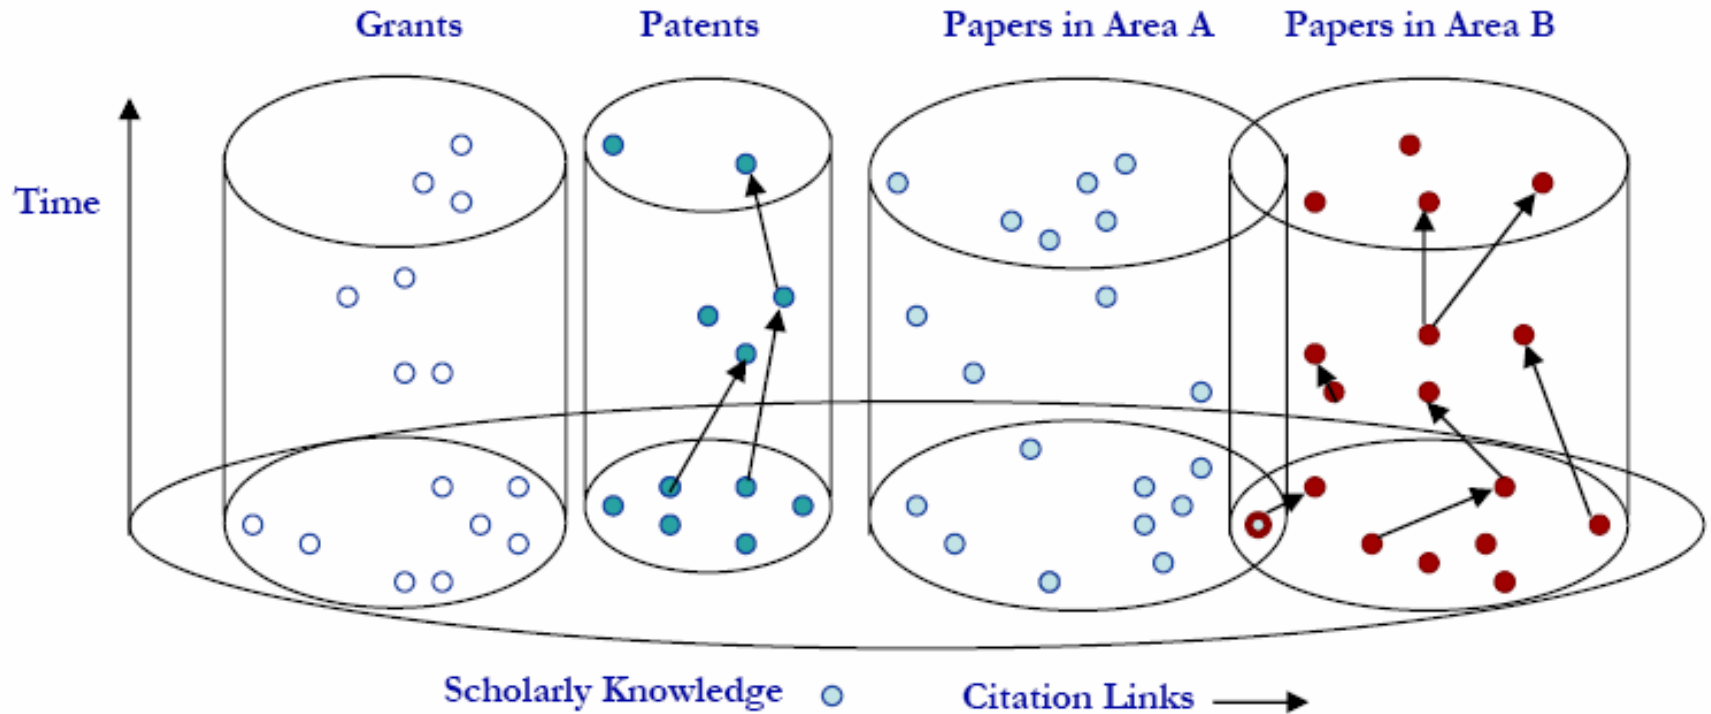 Grants
Patents
Papers in Area A
Papers in Area B
Time
Scholarly Knowledge
Citation Links